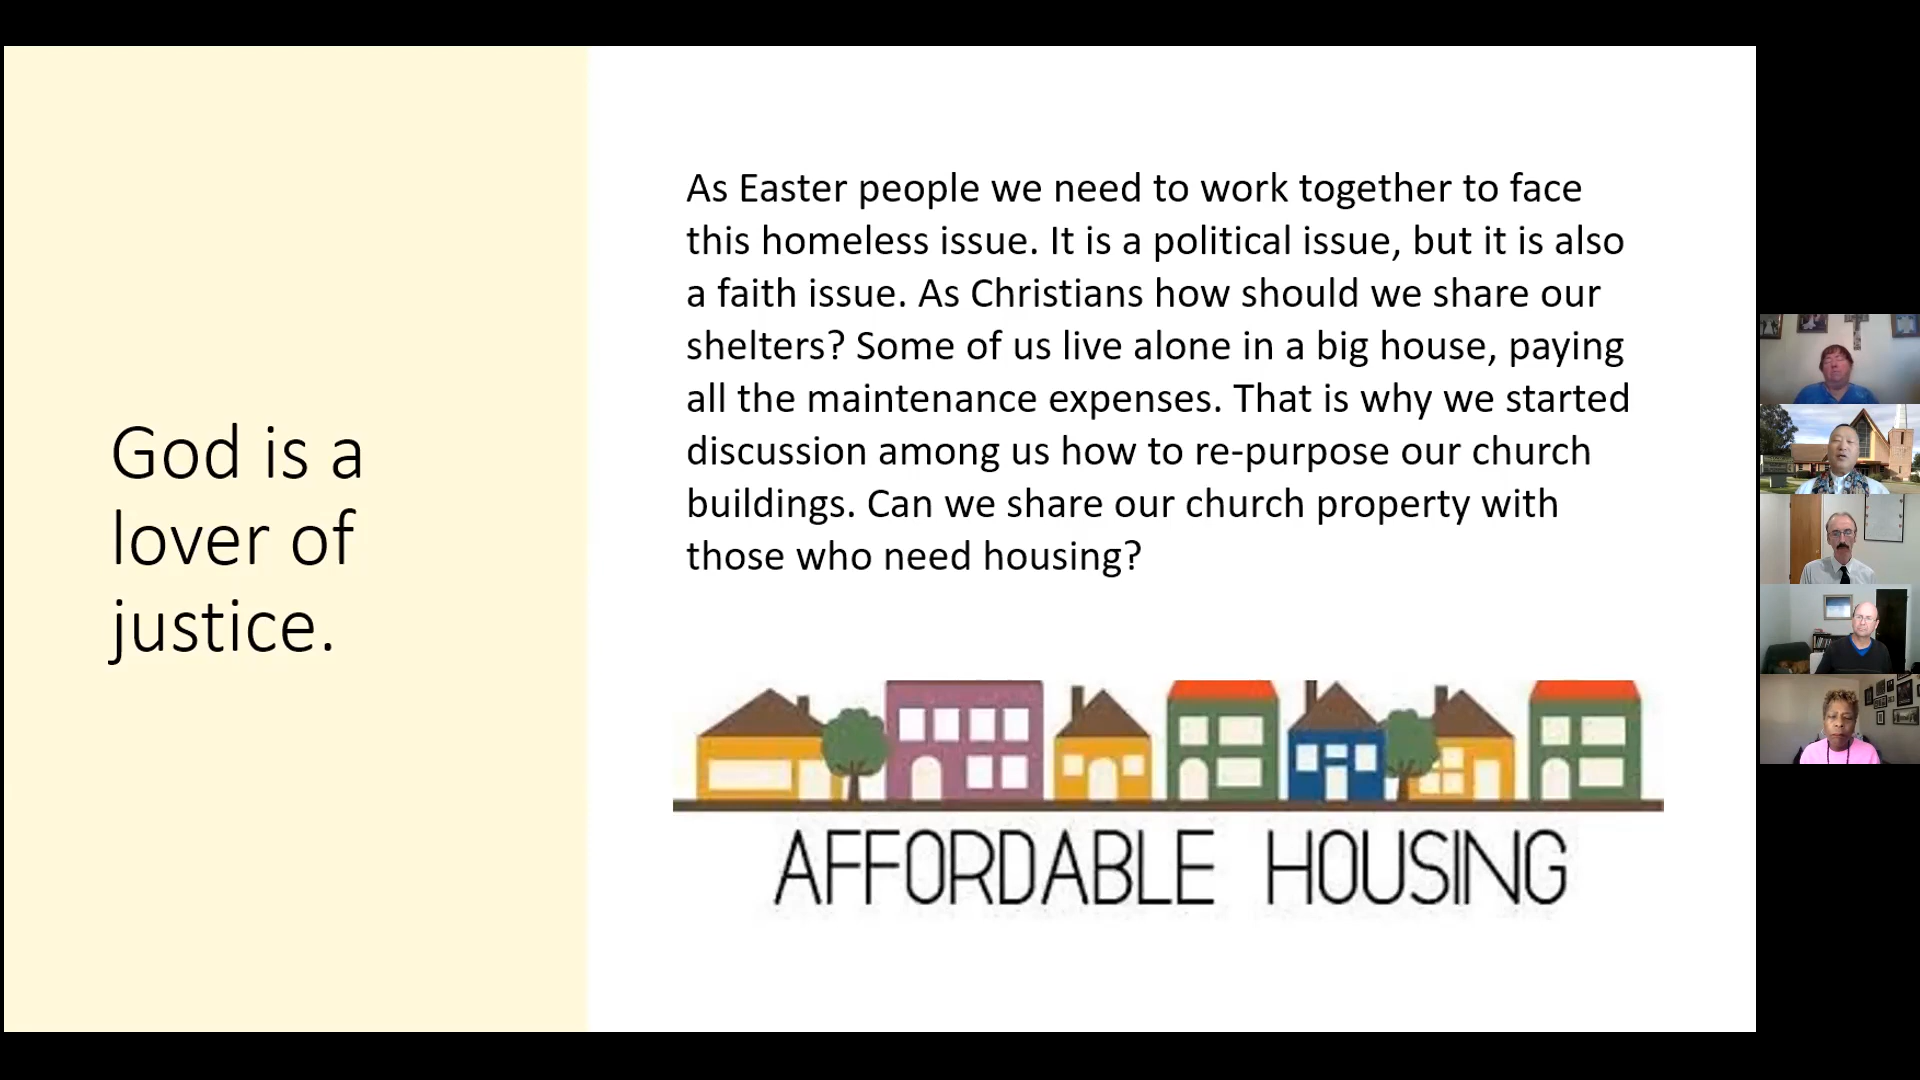 God is a
lover of
justice.
As Easter people we need to work together to face
this homeless issue. It is a political issue, but it is also
a faith issue. As Christians how should we share our
shelters? Some of us live alone in a big house, paying
all the maintenance expenses. That is why we started
discussion among us how to re-purpose our church
buildings. Can we share our church property with
those who need housing?
AFFORDABLE HOUSING